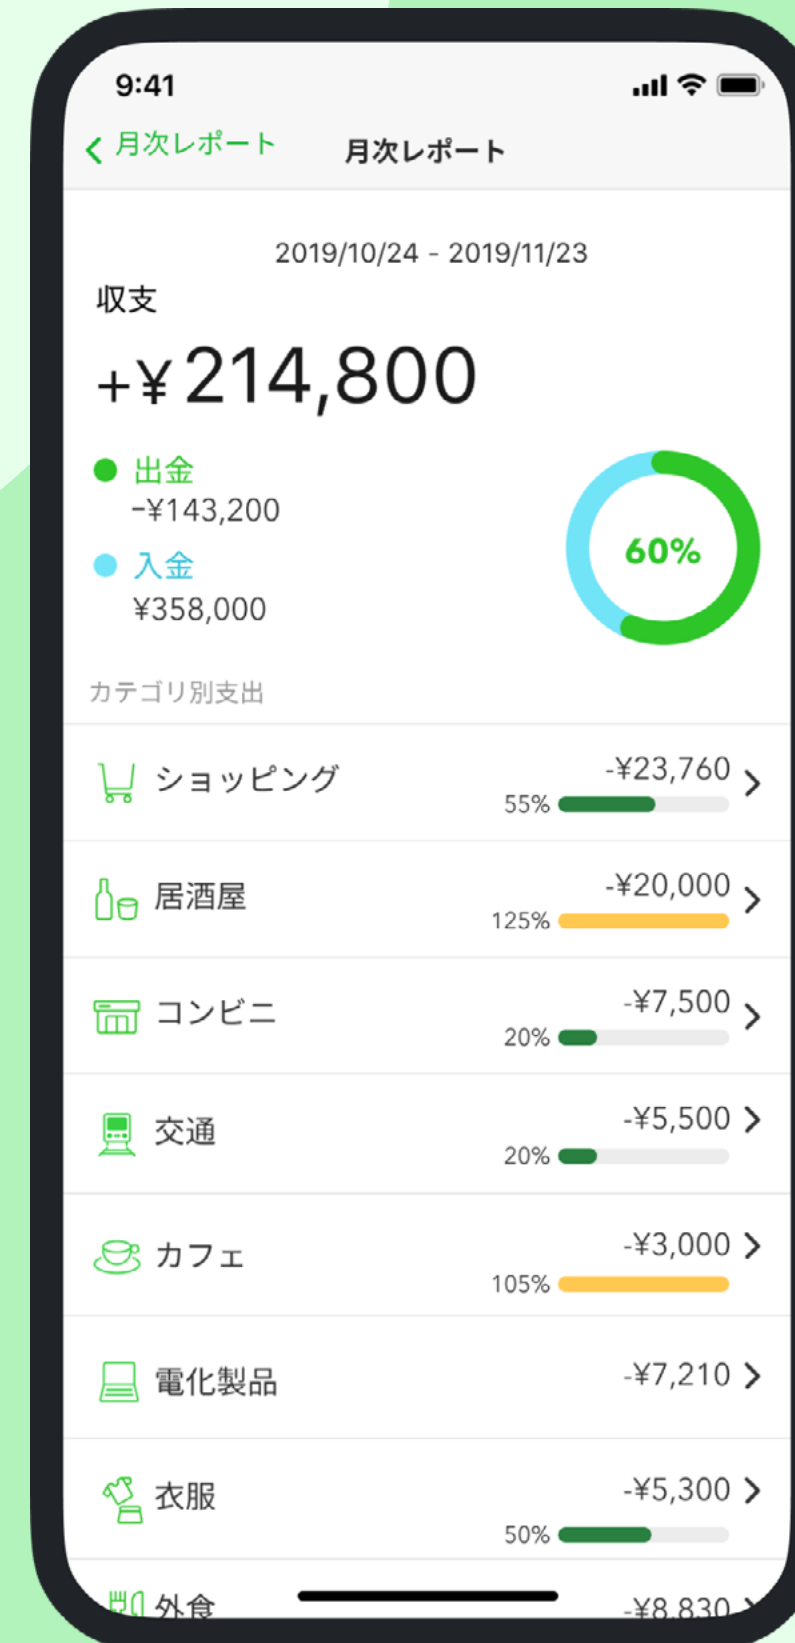 9:41
月次レポート
月次レポート
2019/10/24 - 2019/11/23
収支
+¥214,800
出金
-¥143,200
入金
¥358,000
60%
カテゴリ別支出
ショッピング
-¥23,760
55%
居酒屋
-¥20,000
125%
コンビニ
-¥7,500
20%
交通
-¥5,500
20%
カフェ
-¥3,000
105%
電化製品
-¥7,210
衣服
-¥5,300
50%
外食
-¥8,830